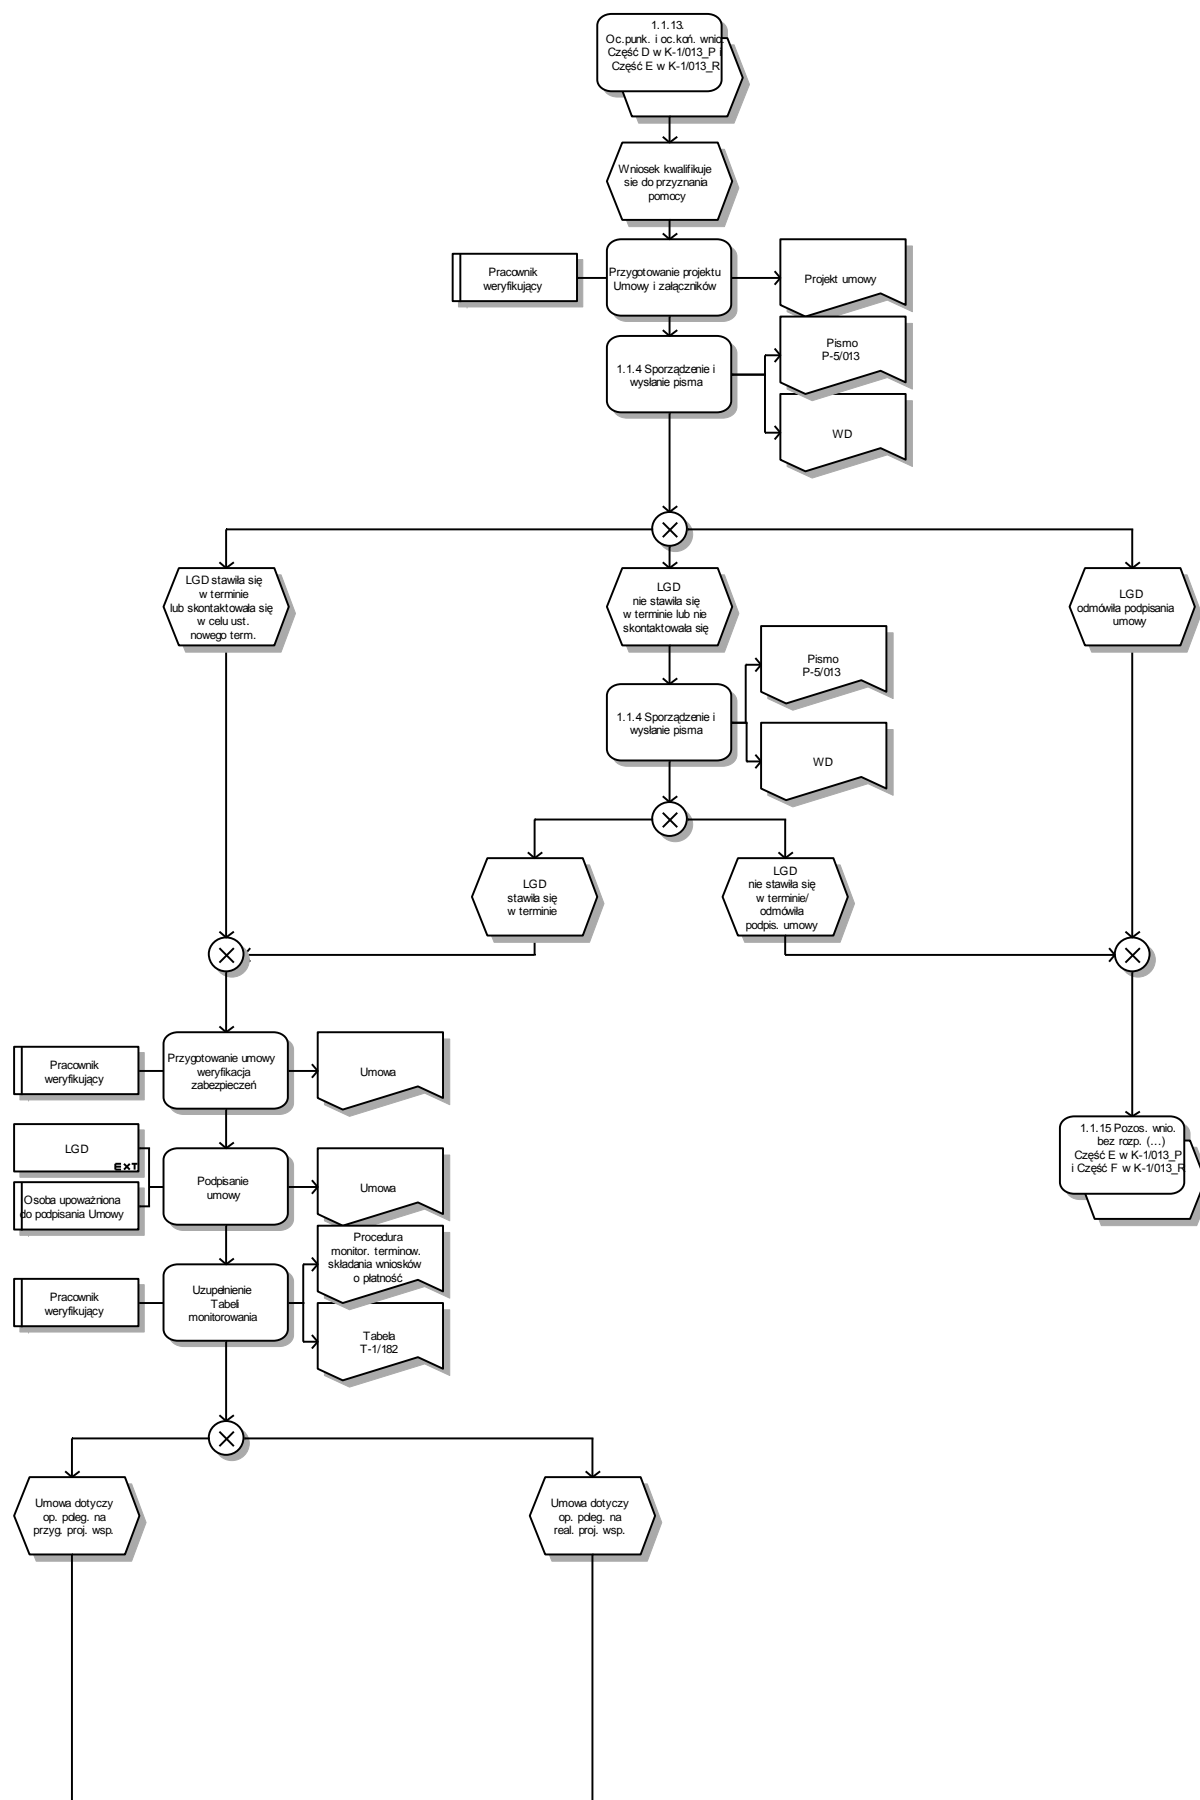 1.1.13.
Oc.punk. i oc.koń. wnio.
Część D w K-1/013_P i
Część E w K-1/013_R
Wniosek kwalifikuje
sie do przyznania
pomocy
Pracownik
weryfikujący
Przygotowanie projektu
Umowy i załączników
Projekt umowy
1.1.4 Sporządzenie i
wysłanie pisma
Pismo
P-5/013
WD
LGD stawiła się
w terminie
lub skontaktowała się
w celu ust.
nowego term.
LGD
nie stawiła się
w terminie lub nie
skontaktowała się
LGD
odmówiła podpisania
umowy
1.1.4 Sporządzenie i
wysłanie pisma
Pismo
P-5/013
WD
LGD
stawiła się
w terminie
LGD
nie stawiła się
w terminie/
odmówiła
podpis. umowy
Pracownik
weryfikujący
Przygotowanie umowy
weryfikacja
zabezpieczeń
Umowa
LGD
EXT
Osoba upoważniona
do podpisania Umowy
Podpisanie
umowy
Umowa
1.1.15 Pozos. wnio.
bez rozp. (...)
Część E w K-1/013_P
i Część F w K-1/013_R
Pracownik
weryfikujący
Uzupełnienie
Tabeli
monitorowania
Procedura
monitor. terminow.
składania wniosków
o płatność
Tabela
T-1/182
Umowa dotyczy
op. poleg. na
przyg. proj. wsp.
Umowa dotyczy
op. poleg. na
real. proj. wsp.